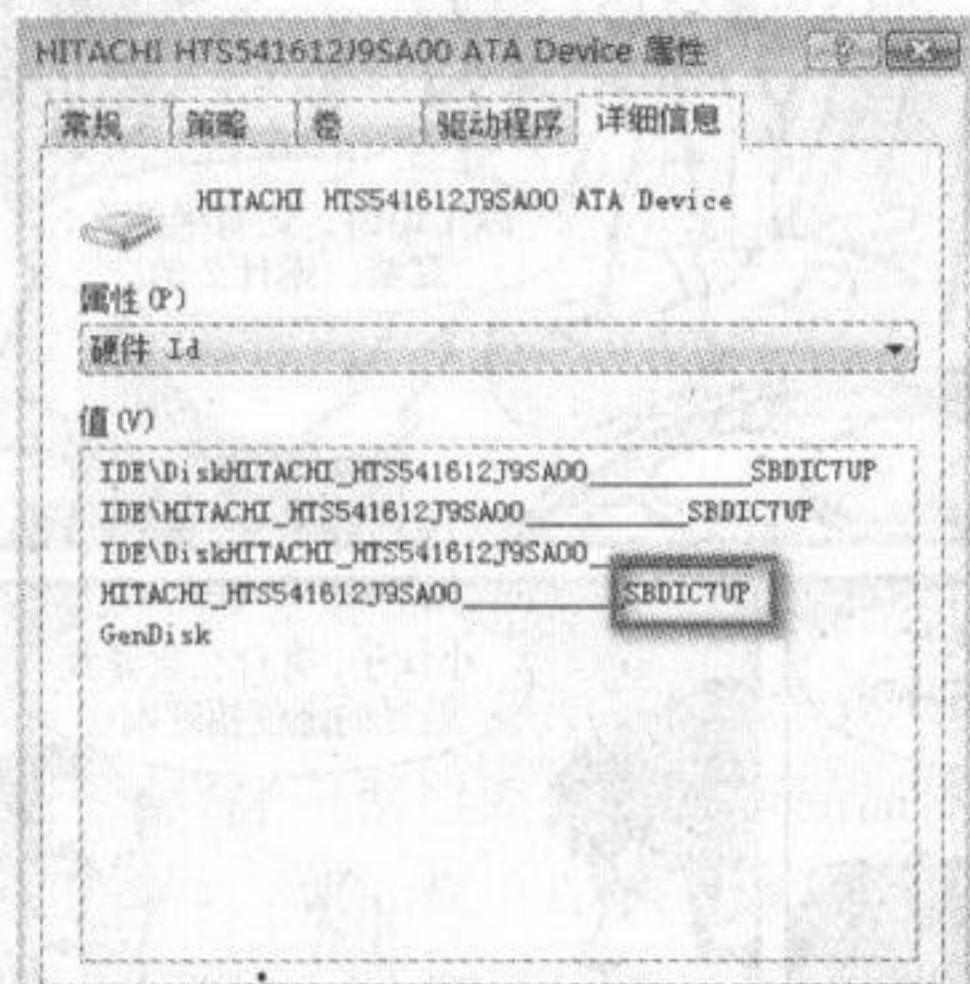 HITACHI HTS541612J9SA00 ATA Device 属性
常规 策略 卷 驱动程序 详细信息
HITACHI HTS541612J9SA00 ATA Device
属性(P)
硬件 Id
值(V)
IDE\DiskHITACHI_HTS541612J9SA00__________SBDIC7UP
IDE\HITACHI_HTS541612J9SA00__________SBDIC7UP
IDE\DiskHITACHI_HTS541612J9SA00__________
HITACHI_HTS541612J9SA00_________SBDIC7UP
GenDisk